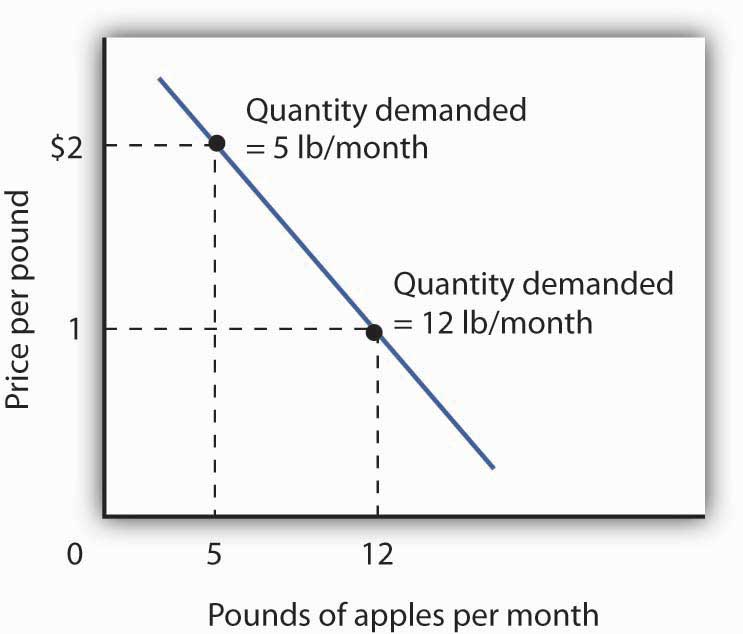 Quantity demanded
= 5 lb/month
$2
Quantity demanded
= 12 lb/month
1
Price per pound
0
5
12
Pounds of apples per month